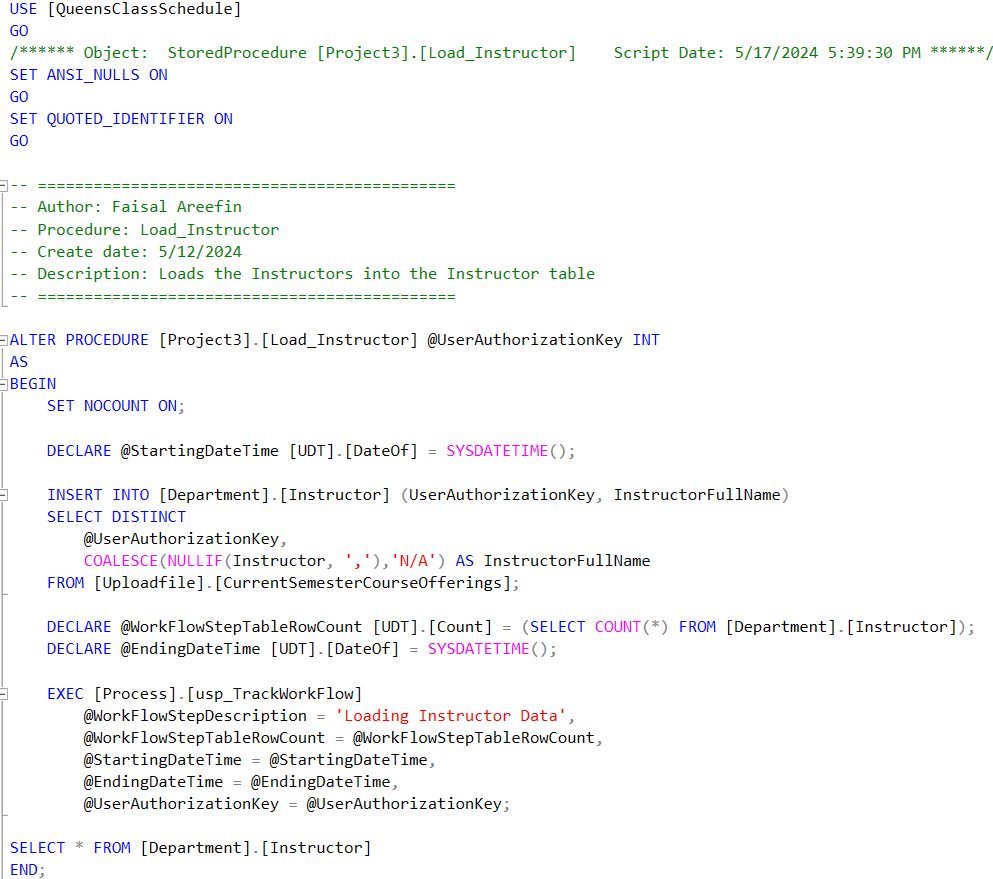 USE [QueensClassSchedule]
GO
/****** Object:  StoredProcedure [Project3].[Load_Instructor]    Script Date: 5/17/2024 5:39:30 PM ******/
SET ANSI_NULLS ON
GO
SET QUOTED_IDENTIFIER ON
GO

-- =============================================
-- Author: Faisal Areefin
-- Procedure: Load_Instructor
-- Create date: 5/12/2024
-- Description: Loads the Instructors into the Instructor table
-- =============================================

ALTER PROCEDURE [Project3].[Load_Instructor] @UserAuthorizationKey INT
AS
BEGIN
    SET NOCOUNT ON;

    DECLARE @StartingDateTime [UDT].[DateOf] = SYSDATETIME();

    INSERT INTO [Department].[Instructor] (UserAuthorizationKey, InstructorFullName)
    SELECT DISTINCT
        @UserAuthorizationKey,
        COALESCE(NULLIF(Instructor, ','),'N/A') AS InstructorFullName
    FROM [Uploadfile].[CurrentSemesterCourseOfferings];

    DECLARE @WorkFlowStepTableRowCount [UDT].[Count] = (SELECT COUNT(*) FROM [Department].[Instructor]);
    DECLARE @EndingDateTime [UDT].[DateOf] = SYSDATETIME();

    EXEC [Process].[usp_TrackWorkFlow]
        @WorkFlowStepDescription = 'Loading Instructor Data',
        @WorkFlowStepTableRowCount = @WorkFlowStepTableRowCount,
        @StartingDateTime = @StartingDateTime,
        @EndingDateTime = @EndingDateTime,
        @UserAuthorizationKey = @UserAuthorizationKey;

SELECT * FROM [Department].[Instructor]
END;